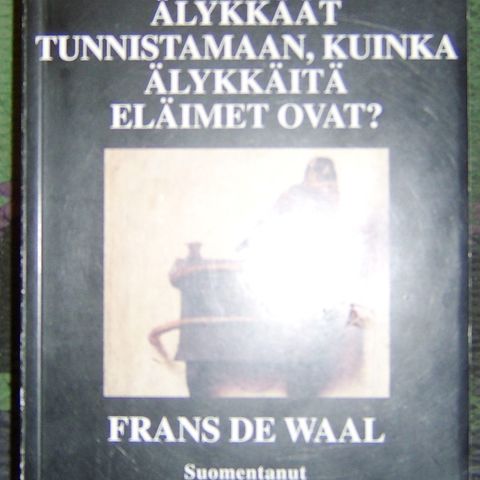 ÄLYKKÄÄT
TUNNISTAMAAN, KUINKA
ÄLYKKÄITÄ
ELÄIMET OVAT?
FRANS DE WAAL
Suomentanut